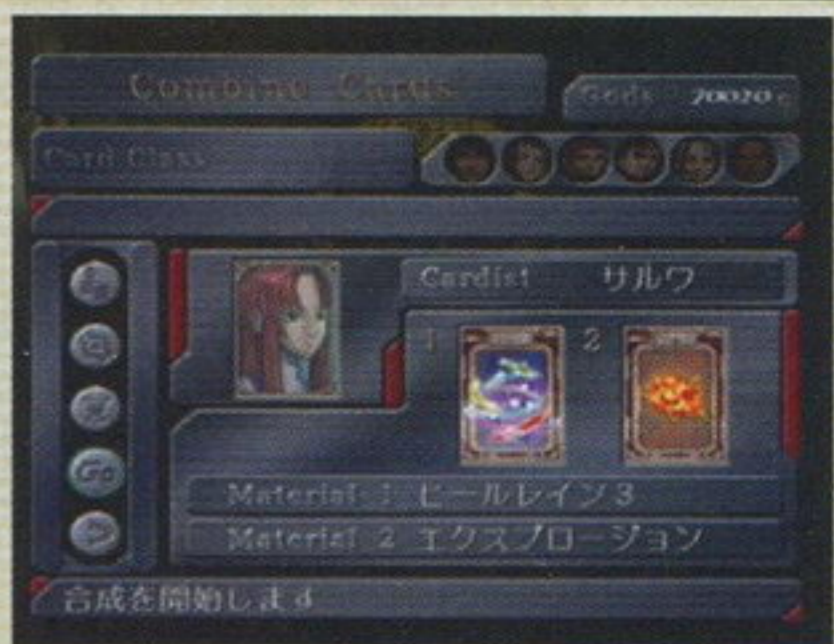 Combine Cards
Gods 20020 G
Card Class
Cardist サルワ
1 2
Go
Material 1 ヒールレイン3
Material 2 エクスプロージョン
合成を開始します